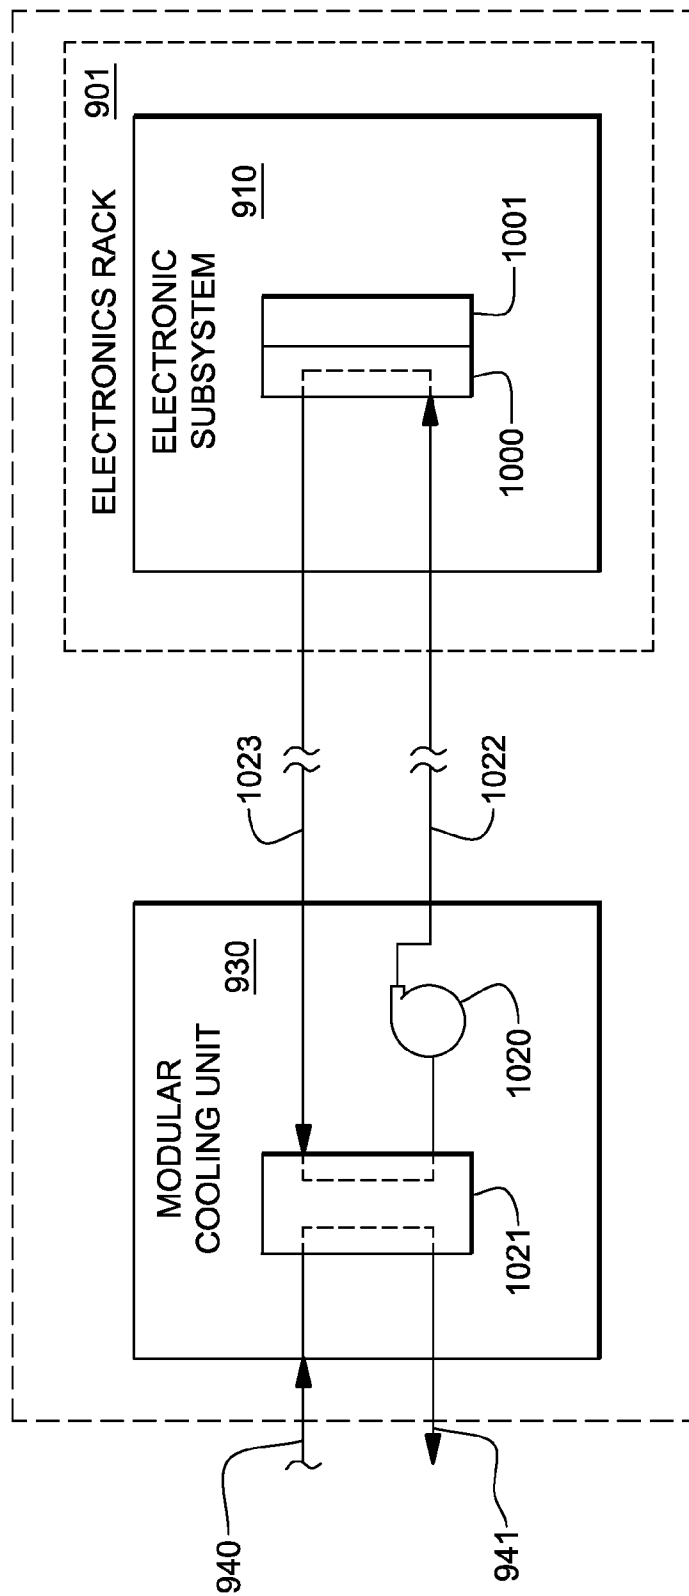 ELECTRONICS RACK 901
MODULAR
COOLING UNIT
930
ELECTRONIC
SUBSYSTEM
910
940
1023
1022
941
1021
1020
1000
1001